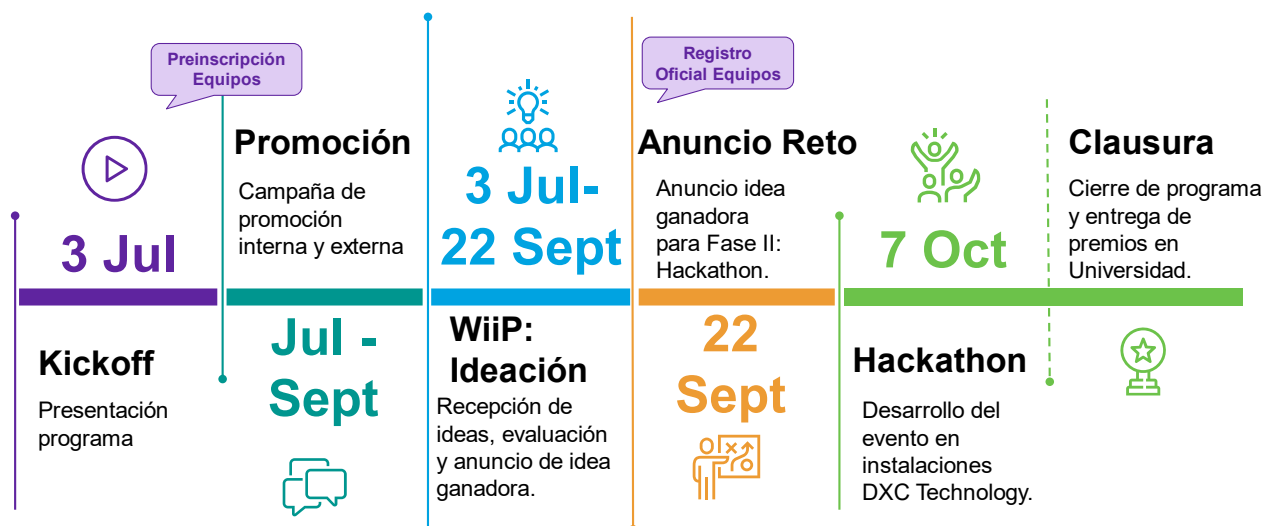 Preinscripción
Equipos
Registro
Oficial Equipos
3 Jul
Kickoff
Presentación
programa
Promoción
Campaña de
promoción
interna y externa
Jul -
Sept
3 Jul-
22 Sept
WiiP:
Ideación
Recepción de
ideas, evaluación
y anuncio de idea
ganadora.
Anuncio Reto
Anuncio idea
ganadora
para Fase II:
Hackathon.
22
Sept
7 Oct
Hackathon
Desarrollo del
evento en
instalaciones
DXC Technology.
Clausura
Cierre de programa
y entrega de
premios en
Universidad.